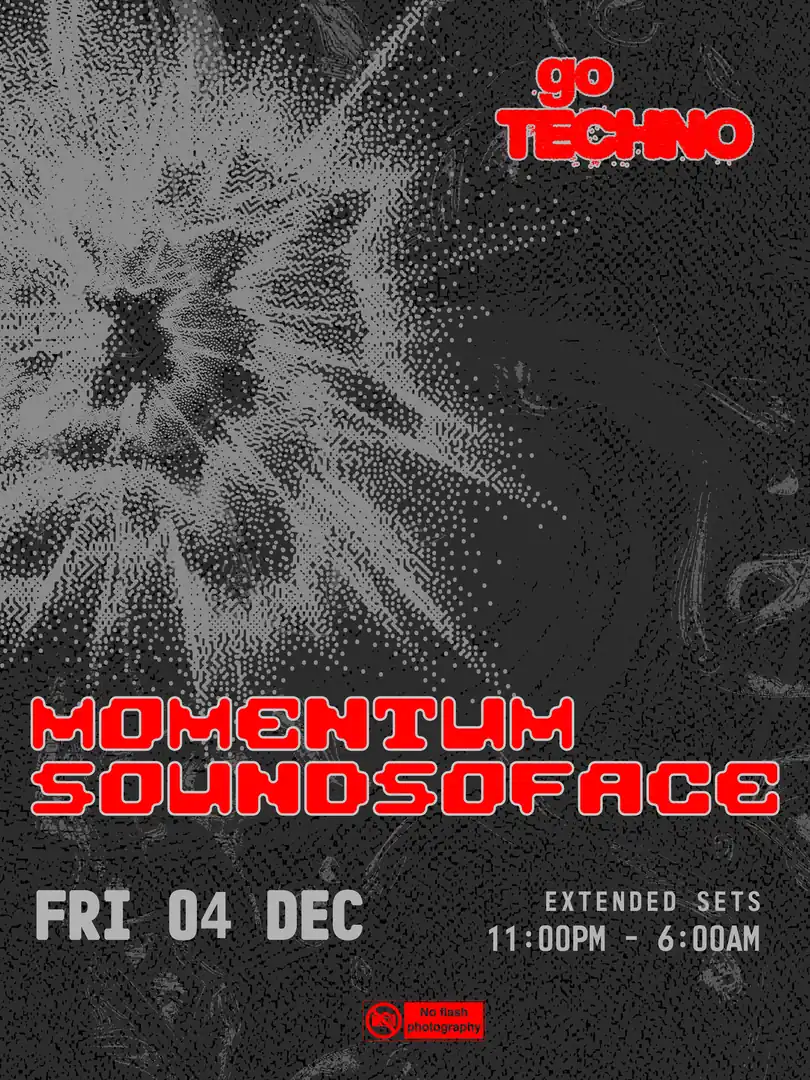 go
TECHNO
MOMENTUM
SOUNDSOFACE
FRI 04 DEC
EXTENDED SETS
11:00PM - 6:00AM
No flash
photography